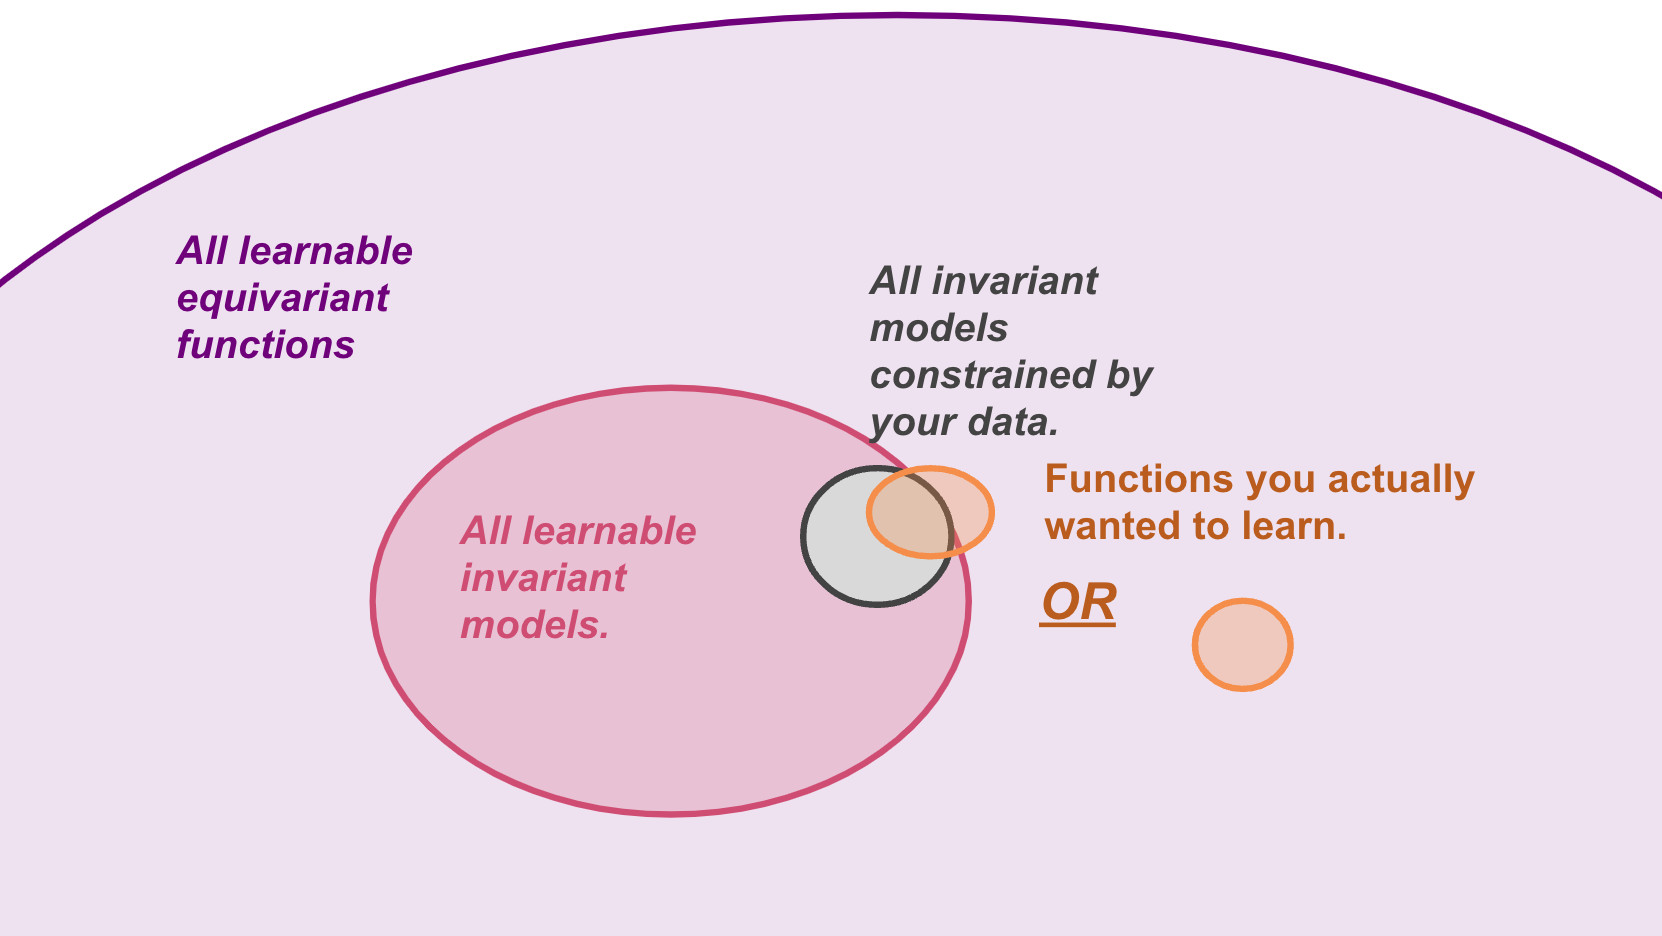 All learnable
equivariant
functions
All invariant
models
constrained by
your data.
Functions you actually
wanted to learn.
All learnable
invariant
models.
OR